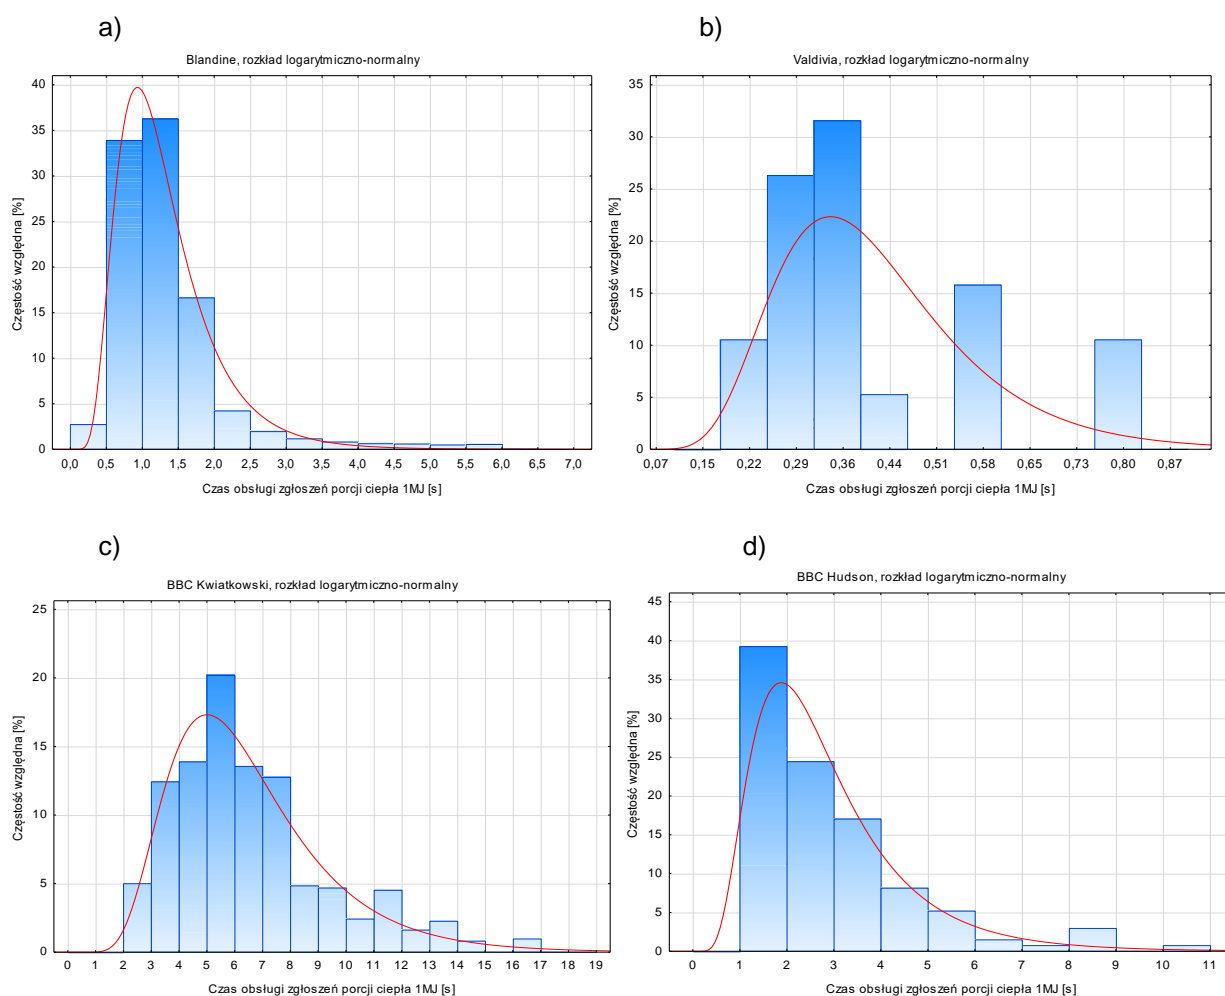 a)
Blandine, rozkład logarytmiczno-normalny
40
35
30
25
20
15
10
5
0
Częstość względna [%]
0,0 0,5 1,0 1,5 2,0 2,5 3,0 3,5 4,0 4,5 5,0 5,5 6,0 6,5 7,0
Czas obsługi zgłoszeń porcji ciepła 1MJ [s]
b)
Valdivia, rozkład logarytmiczno-normalny
35
30
25
20
15
10
5
0
Częstość względna [%]
0,07 0,15 0,22 0,29 0,36 0,44 0,51 0,58 0,65 0,73 0,80 0,87
Czas obsługi zgłoszeń porcji ciepła 1MJ [s]
c)
BBC Kwiatkowski, rozkład logarytmiczno-normalny
25
20
15
10
5
0
Częstość względna [%]
0 1 2 3 4 5 6 7 8 9 10 11 12 13 14 15 16 17 18 19
Czas obsługi zgłoszeń porcji ciepła 1MJ [s]
d)
BBC Hudson, rozkład logarytmiczno-normalny
45
40
35
30
25
20
15
10
5
0
Częstość względna [%]
0 1 2 3 4 5 6 7 8 9 10 11
Czas obsługi zgłoszeń porcji ciepła 1MJ [s]